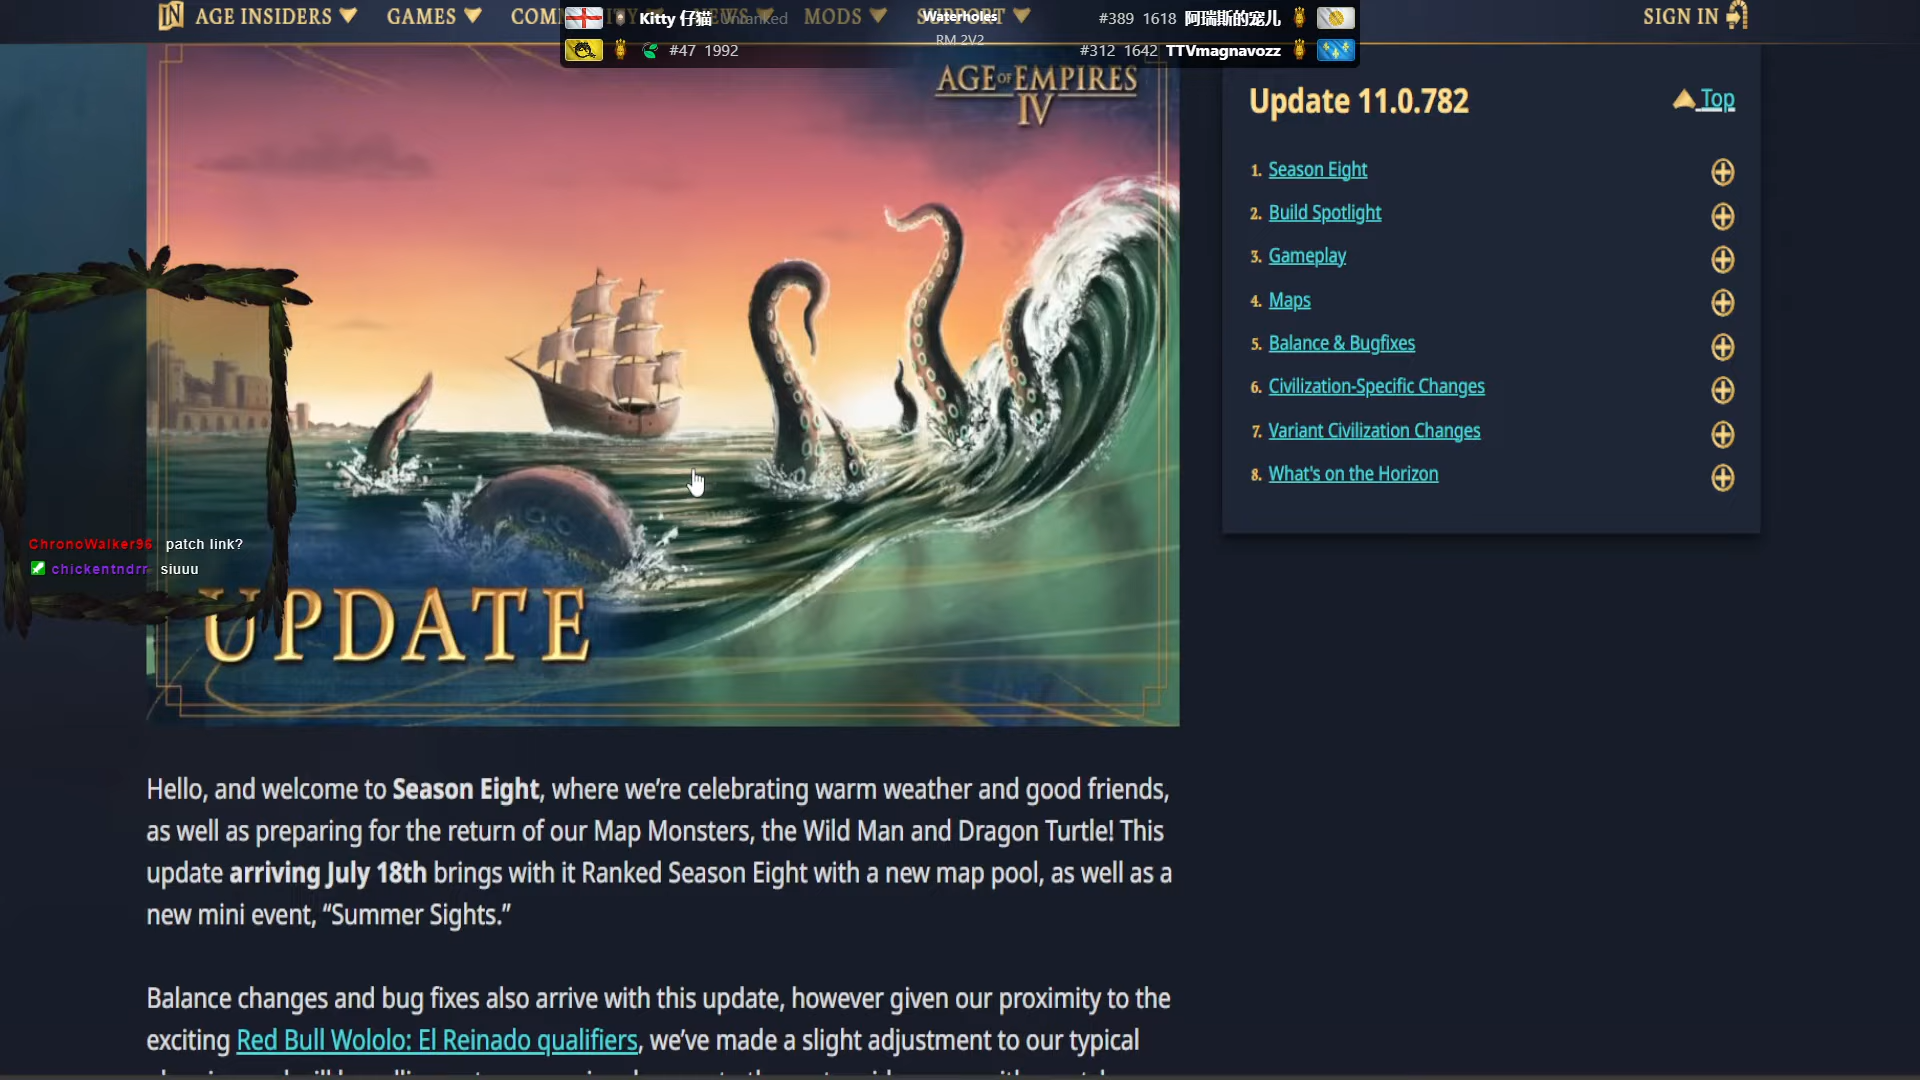 AGE INSIDERS
GAMES
MODS
SIGN IN
Kitty 仔猫 Unranked
#47 1992
Waterholes
RM 2V2
#389 1618 阿瑞斯的宠儿
#312 1642 TTVmagnavozz
AGE OF EMPIRES
IV
UPDATE
ChronoWalker96 patch link?
chickentndrr siuuu
Update 11.0.782
Top
1. Season Eight
2. Build Spotlight
3. Gameplay
4. Maps
5. Balance & Bugfixes
6. Civilization-Specific Changes
7. Variant Civilization Changes
8. What's on the Horizon
Hello, and welcome to Season Eight, where we’re celebrating warm weather and good friends,
as well as preparing for the return of our Map Monsters, the Wild Man and Dragon Turtle! This
update arriving July 18th brings with it Ranked Season Eight with a new map pool, as well as a
new mini event, “Summer Sights.”
Balance changes and bug fixes also arrive with this update, however given our proximity to the
exciting Red Bull Wololo: El Reinado qualifiers, we’ve made a slight adjustment to our typical